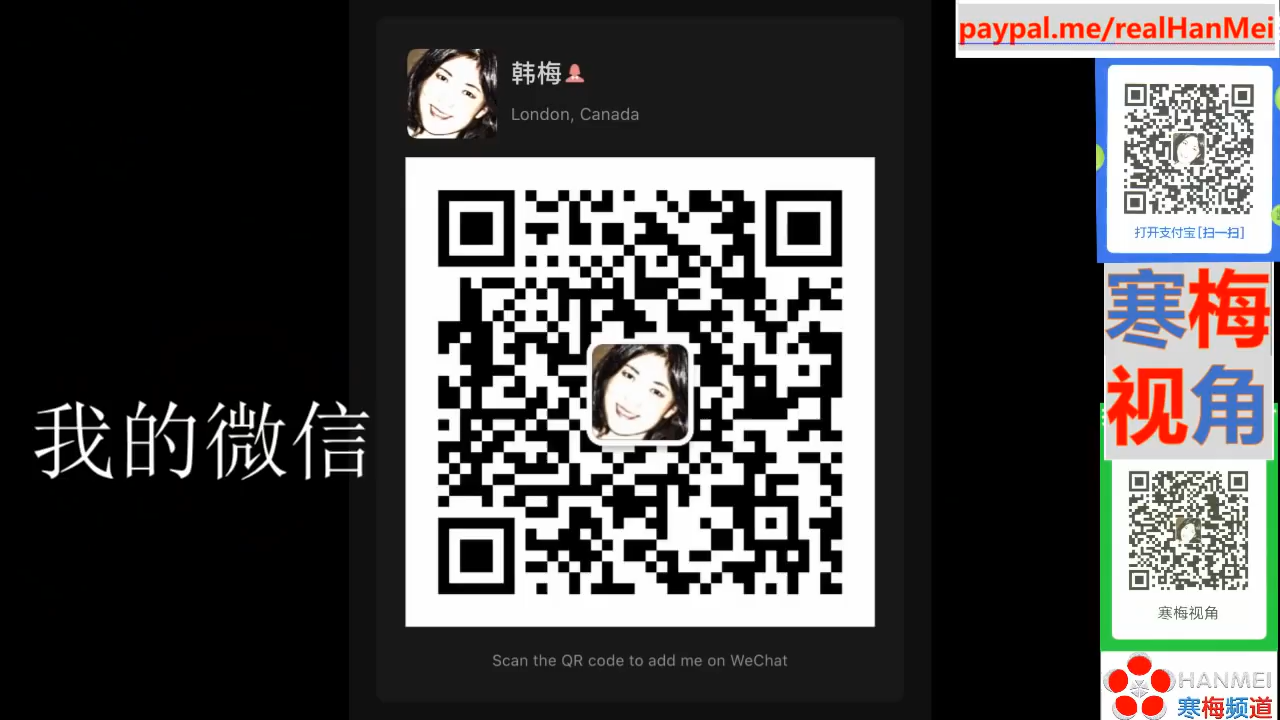 韩梅
London, Canada
我的微信
Scan the QR code to add me on WeChat
paypal.me/realHanMei
打开支付宝[扫一扫]
寒梅
视角
寒梅视角
HANMEI
寒梅频道